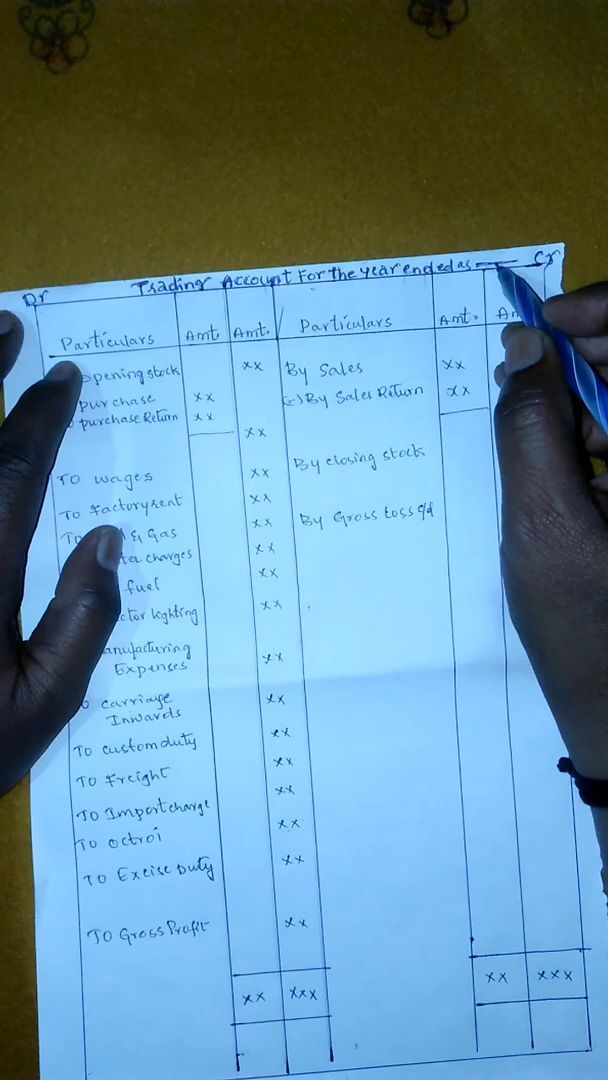 Dr Trading Account For the year ended as — Cr
Particulars Amt. Amt. Particulars Amt. Am
opening stock xx By Sales xx
purchase xx (-) By Sales Return xx
purchase Return xx
xx
By closing stock
To wages xx
To Factory rent xx
To & Gas xx By Gross Loss c/d
charges xx
fuel xx
lighting xx
anufacturing
Expenses xx
carriage xx
Inwards
To custom duty xx
To Freight xx
To Import charge xx
To octroi xx
To Excise Duty xx
To Gross Profit xx
xx xxx xx xxx